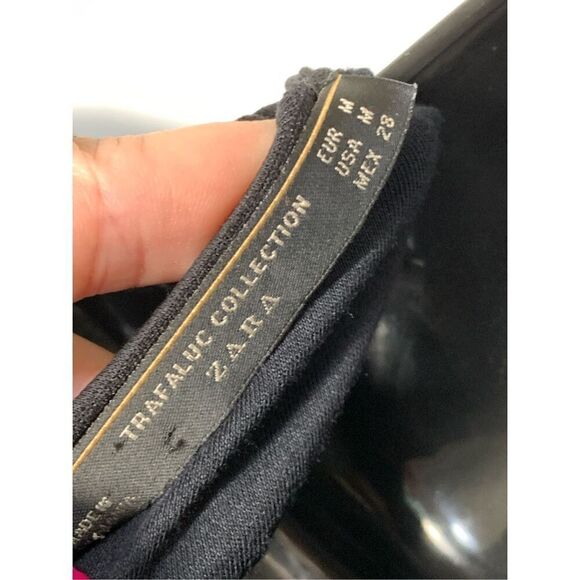 EUR M
USA M
MEX 28
TRAFALUC COLLECTION
ZARA